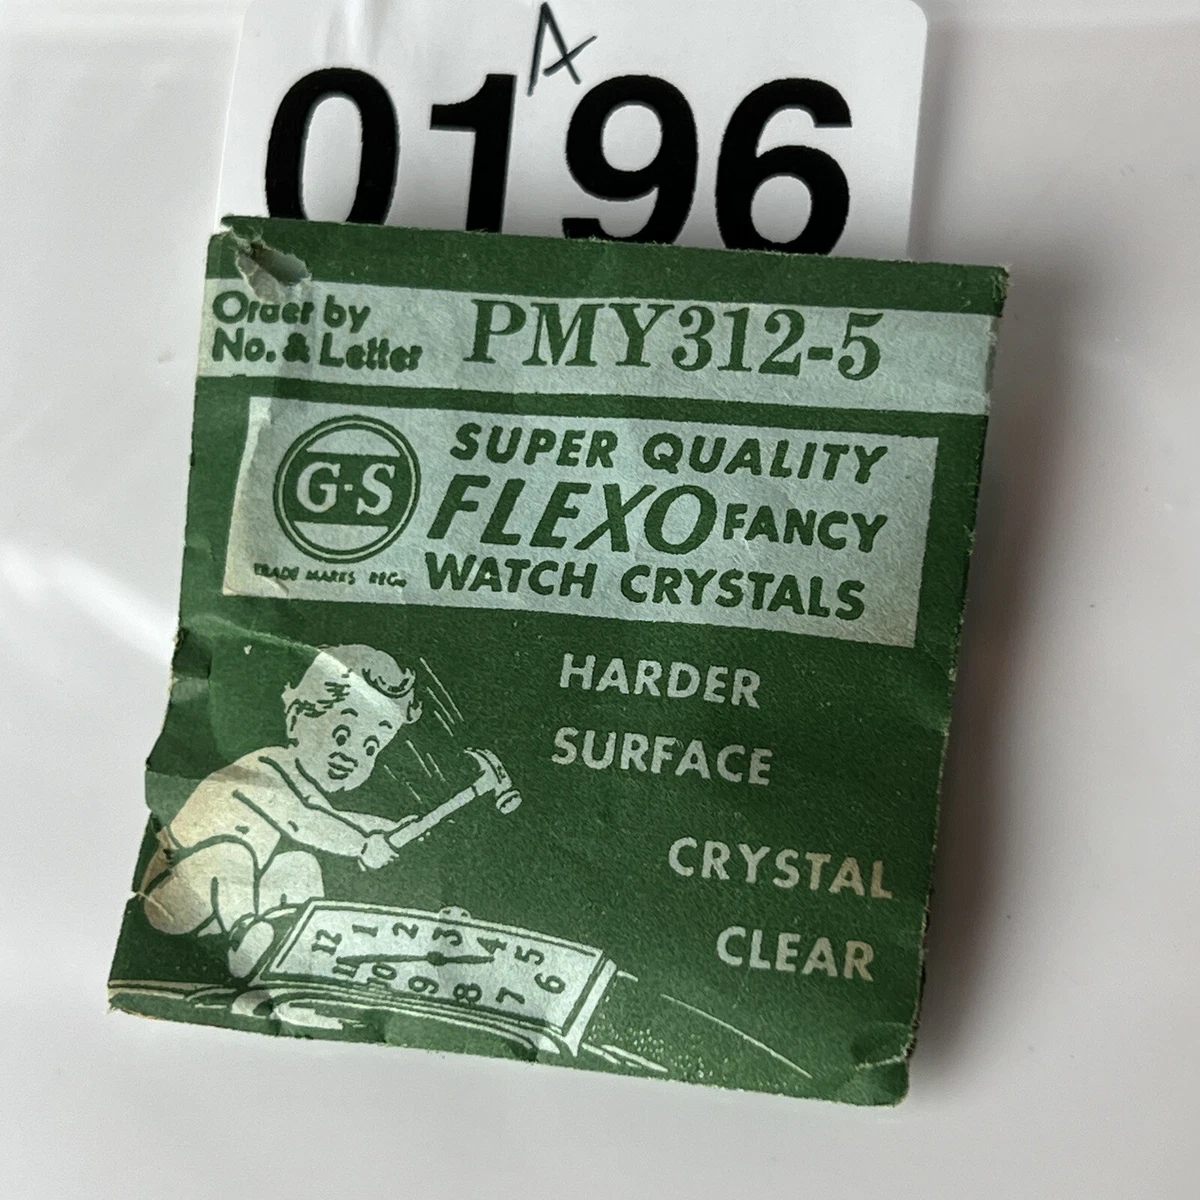 A
0196
Order by
No. & Letter
PMY312-5
G-S
TRADE MARKS REG.
SUPER QUALITY
FLEXO FANCY
WATCH CRYSTALS
HARDER
SURFACE
CRYSTAL
CLEAR
12 1 2 3 4 5
11 10 9 8 7 6